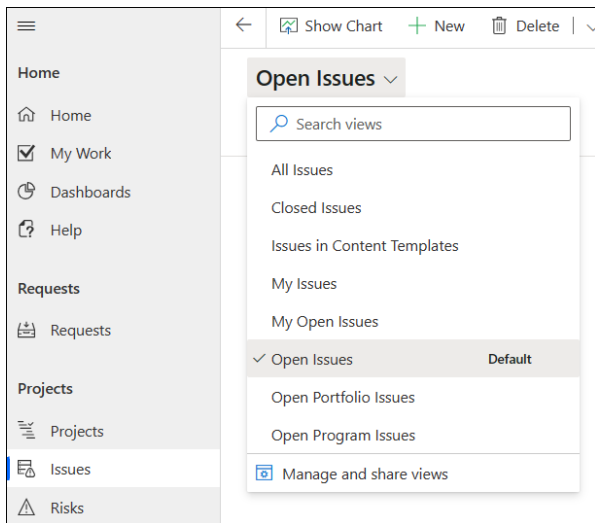 Show Chart
New
Delete
Home
Home
My Work
Dashboards
Help
Requests
Requests
Projects
Projects
Issues
Risks
Open Issues
Search views
All Issues
Closed Issues
Issues in Content Templates
My Issues
My Open Issues
Open Issues Default
Open Portfolio Issues
Open Program Issues
Manage and share views